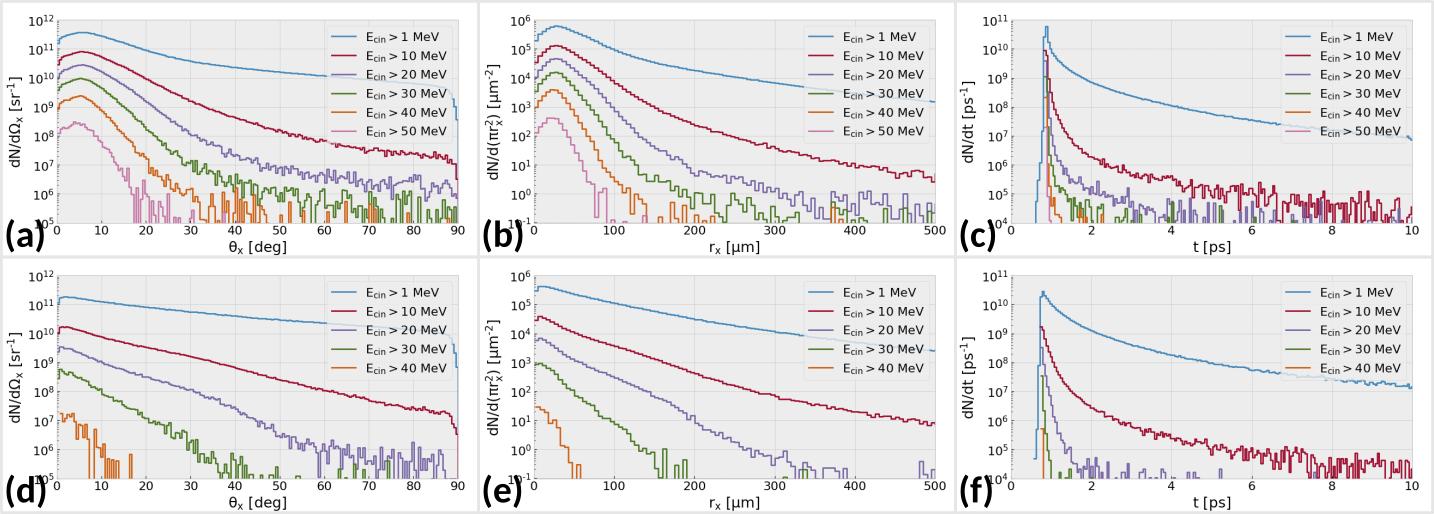 10¹² 10¹¹ 10¹⁰ 10⁹ 10⁸ 10⁷ 10⁶ 10⁵
dN/dΩₓ [sr⁻¹]
E_cin > 1 MeV
E_cin > 10 MeV
E_cin > 20 MeV
E_cin > 30 MeV
E_cin > 40 MeV
E_cin > 50 MeV
0 10 20 30 40 50 60 70 80 90
θₓ [deg]
(a)
10⁶ 10⁵ 10⁴ 10³ 10² 10¹ 10⁰ 10⁻¹
dN/d(πrₓ²) [μm⁻²]
E_cin > 1 MeV
E_cin > 10 MeV
E_cin > 20 MeV
E_cin > 30 MeV
E_cin > 40 MeV
E_cin > 50 MeV
0 100 200 300 400 500
rₓ [μm]
(b)
10¹¹ 10¹⁰ 10⁹ 10⁸ 10⁷ 10⁶ 10⁵ 10⁴
dN/dt [ps⁻¹]
E_cin > 1 MeV
E_cin > 10 MeV
E_cin > 20 MeV
E_cin > 30 MeV
E_cin > 40 MeV
E_cin > 50 MeV
0 2 4 6 8 10
t [ps]
(c)
10¹² 10¹¹ 10¹⁰ 10⁹ 10⁸ 10⁷ 10⁶ 10⁵
dN/dΩₓ [sr⁻¹]
E_cin > 1 MeV
E_cin > 10 MeV
E_cin > 20 MeV
E_cin > 30 MeV
E_cin > 40 MeV
0 10 20 30 40 50 60 70 80 90
θₓ [deg]
(d)
10⁶ 10⁵ 10⁴ 10³ 10² 10¹ 10⁰ 10⁻¹
dN/d(πrₓ²) [μm⁻²]
E_cin > 1 MeV
E_cin > 10 MeV
E_cin > 20 MeV
E_cin > 30 MeV
E_cin > 40 MeV
0 100 200 300 400 500
rₓ [μm]
(e)
10¹¹ 10¹⁰ 10⁹ 10⁸ 10⁷ 10⁶ 10⁵ 10⁴
dN/dt [ps⁻¹]
E_cin > 1 MeV
E_cin > 10 MeV
E_cin > 20 MeV
E_cin > 30 MeV
E_cin > 40 MeV
0 2 4 6 8 10
t [ps]
(f)